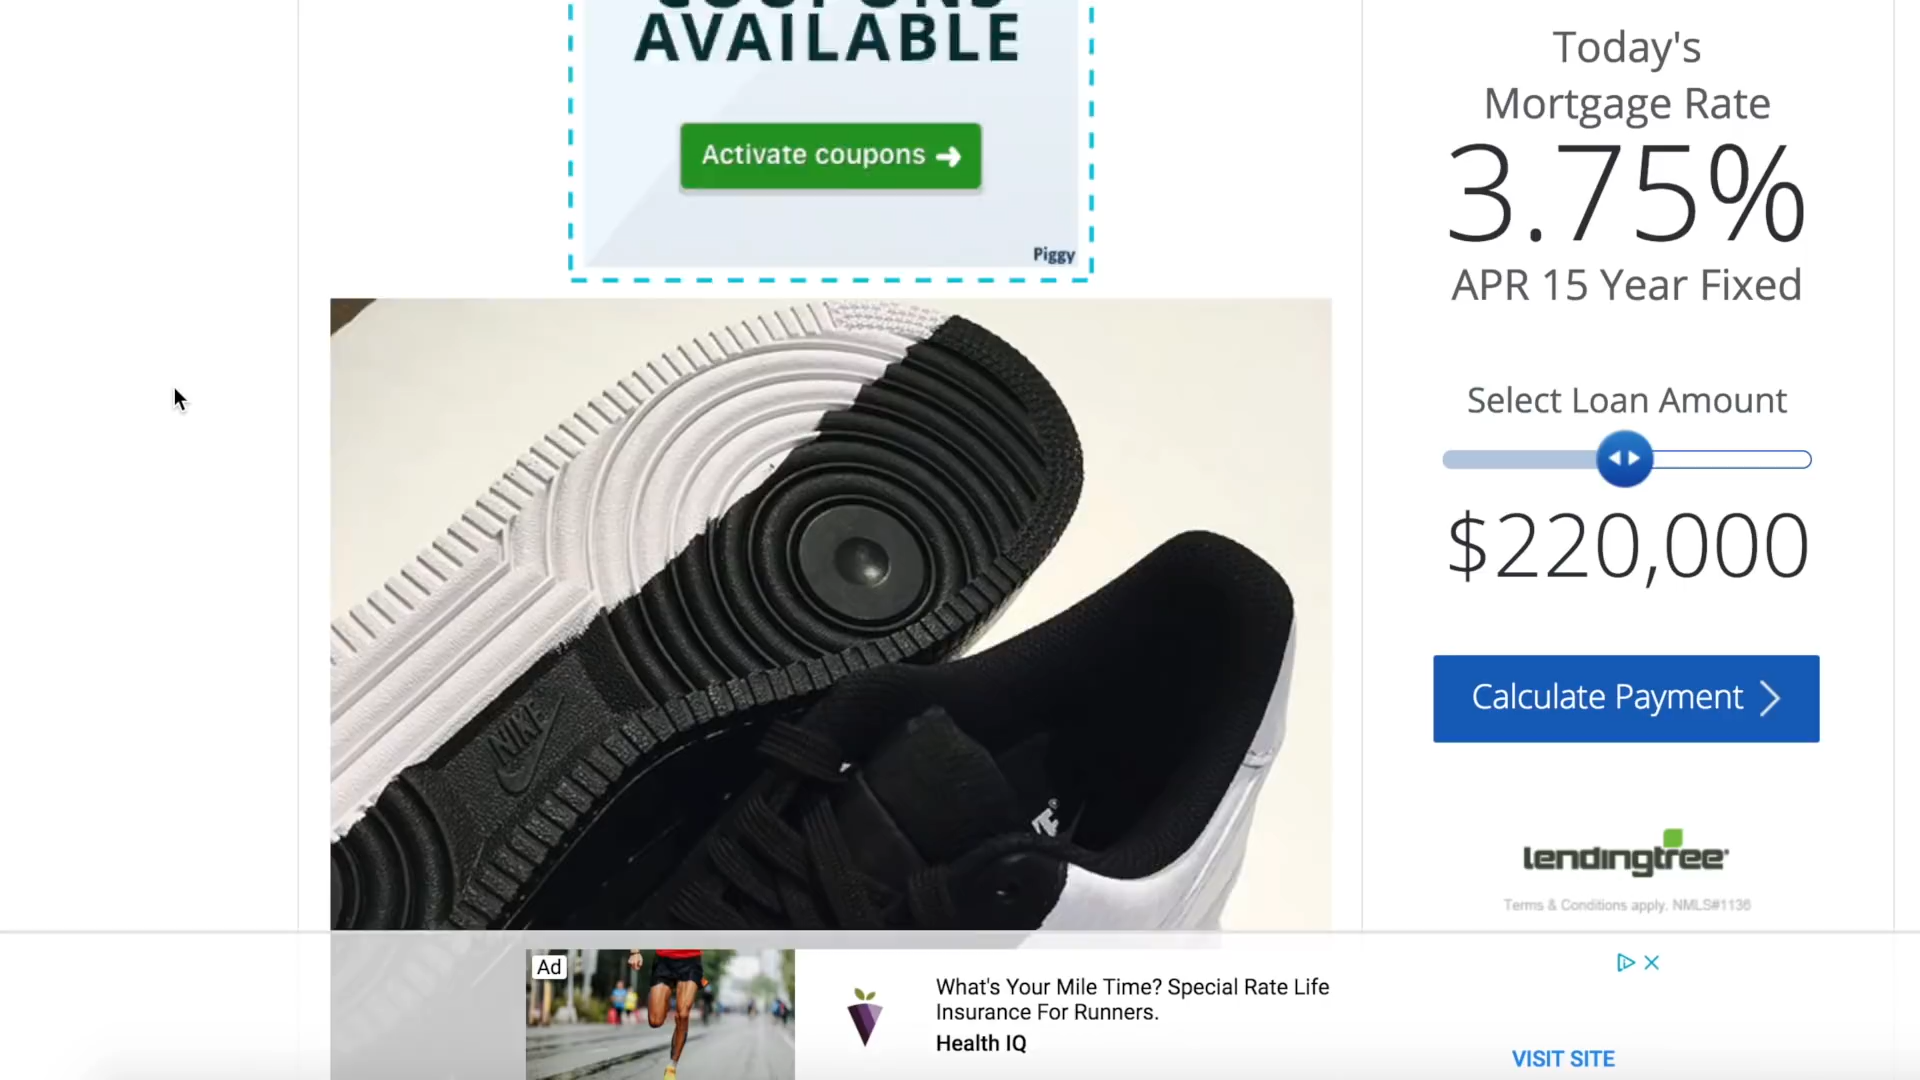 AVAILABLE
Activate coupons
Piggy
Today's
Mortgage Rate
3.75%
APR 15 Year Fixed
Select Loan Amount
$220,000
Calculate Payment
lendingtree
Terms & Conditions apply. NMLS#1136
NIKE
Ad
What's Your Mile Time? Special Rate Life
Insurance For Runners.
Health IQ
VISIT SITE